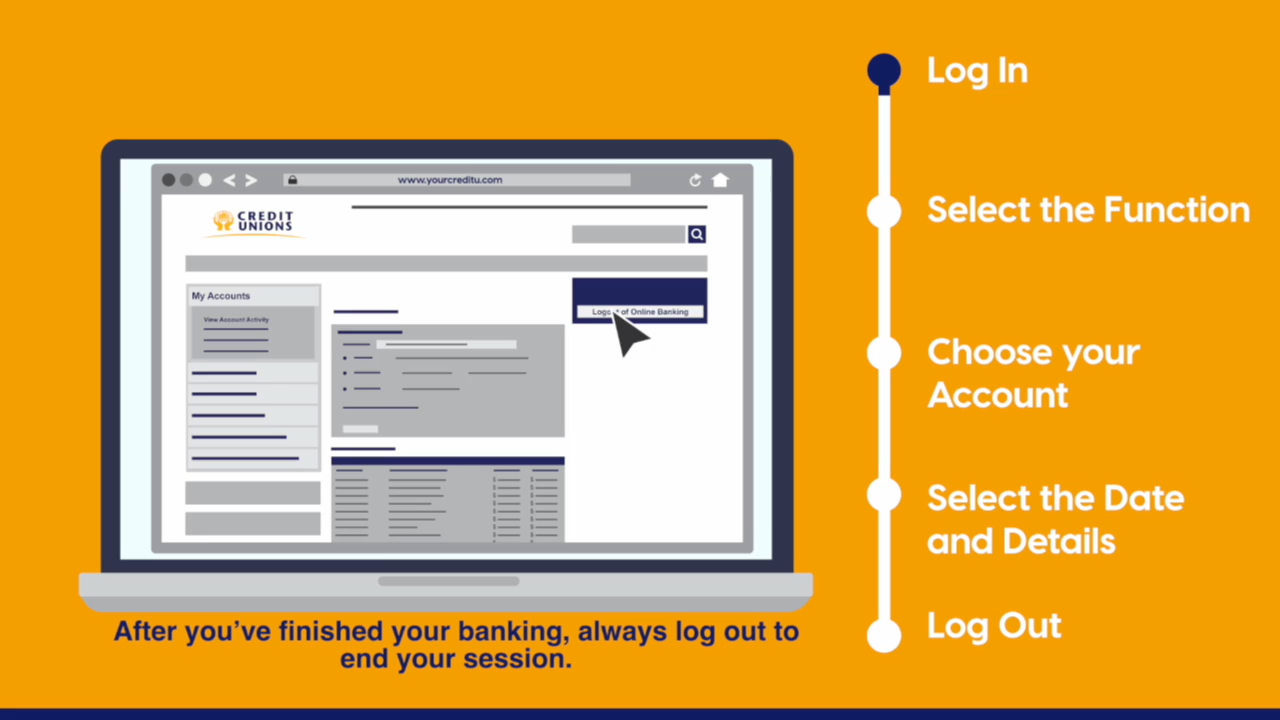 www.yourcreditu.com
CREDIT
UNIONS
My Accounts
View Account Activity
of Online Banking
After you've finished your banking, always log out to
end your session.
Log In
Select the Function
Choose your
Account
Select the Date
and Details
Log Out